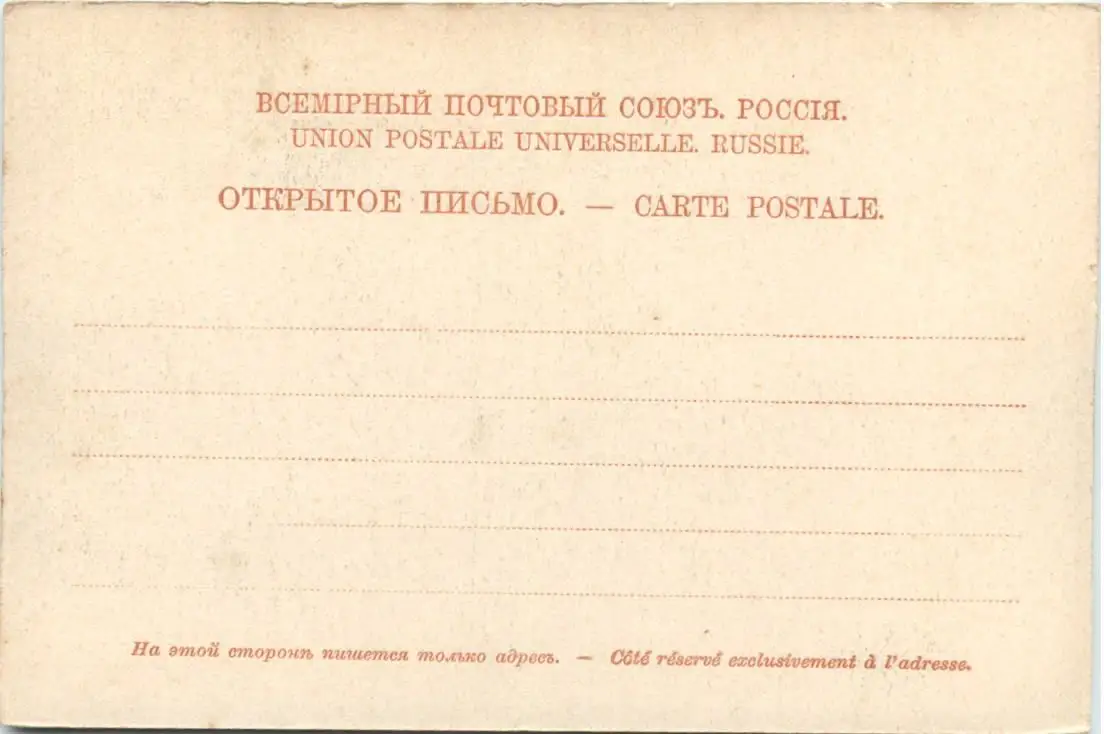 ВСЕМІРНЫЙ ПОЧТОВЫЙ СОЮЗЪ. РОССІЯ.
UNION POSTALE UNIVERSELLE. RUSSIE.
ОТКРЫТОЕ ПИСЬМО. — CARTE POSTALE.
На этой сторонѣ пишется только адресъ. — Côté réservé exclusivement à l'adresse.